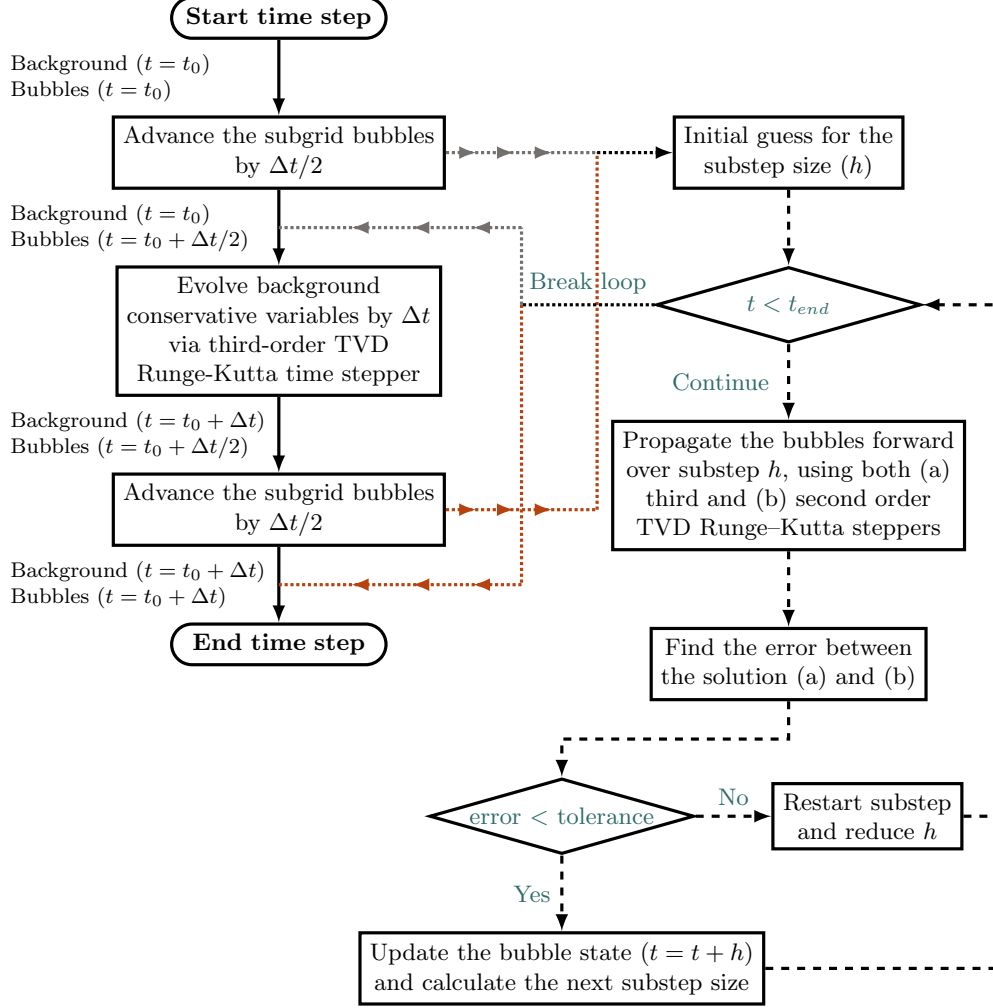 Start time step
Background (t = t₀)
Bubbles (t = t₀)
Advance the subgrid bubbles
by Δt/2
Background (t = t₀)
Bubbles (t = t₀ + Δt/2)
Evolve background
conservative variables by Δt
via third-order TVD
Runge-Kutta time stepper
Background (t = t₀ + Δt)
Bubbles (t = t₀ + Δt/2)
Advance the subgrid bubbles
by Δt/2
Background (t = t₀ + Δt)
Bubbles (t = t₀ + Δt)
End time step
Initial guess for the
substep size (h)
Break loop
t < t_end
Continue
Propagate the bubbles forward
over substep h, using both (a)
third and (b) second order
TVD Runge–Kutta steppers
Find the error between
the solution (a) and (b)
error < tolerance
No
Restart substep
and reduce h
Yes
Update the bubble state (t = t + h)
and calculate the next substep size